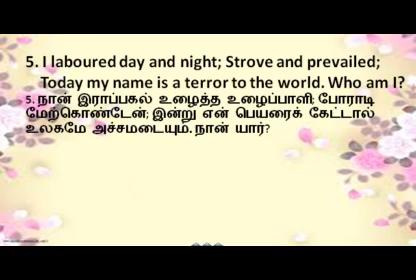 5. I laboured day and night; Strove and prevailed;
Today my name is a terror to the world. Who am I?
5. நான் இராப்பகல் உழைத்த உழைப்பாளி; போராடி
மேற்கொண்டேன்; இன்று என் பெயரைக் கேட்டால்
உலகமே அச்சமடையும். நான் யார்?